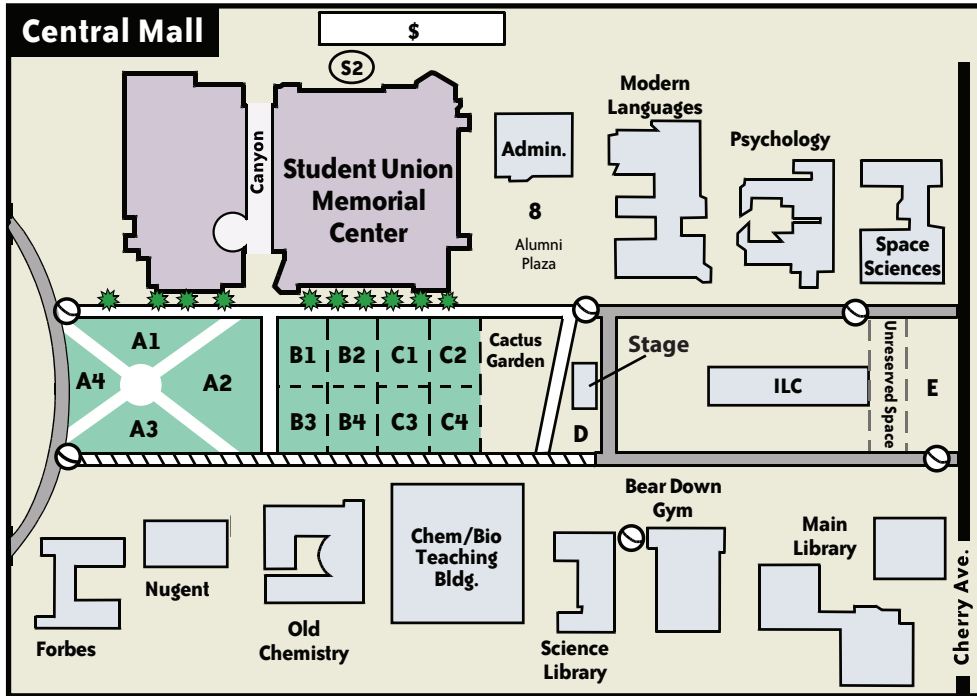 Central Mall
$
S2
Canyon
Student Union
Memorial
Center
Admin.
8
Alumni
Plaza
Modern
Languages
Psychology
Space
Sciences
A1
A4
A2
A3
B1
B2
C1
C2
B3
B4
C3
C4
Cactus
Garden
Stage
D
ILC
Unreserved Space
E
Forbes
Nugent
Old
Chemistry
Chem/Bio
Teaching
Bldg.
Science
Library
Bear Down
Gym
Main
Library
Cherry Ave.